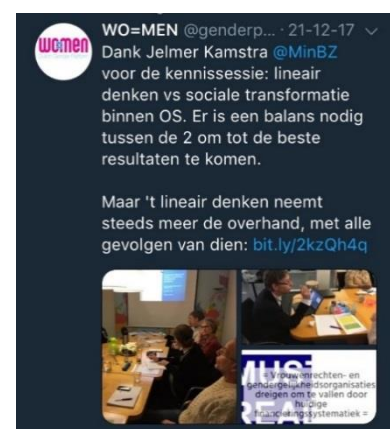 WO=MEN @genderp... · 21-12-17
women
Dank Jelmer Kamstra @MinBZ
voor de kennissessie: lineair
denken vs sociale transformatie
binnen OS. Er is een balans nodig
tussen de 2 om tot de beste
resultaten te komen.
Maar 't lineair denken neemt
steeds meer de overhand, met alle
gevolgen van dien: bit.ly/2kzQh4q
MUS
REA
= Vrouwenrechten- en
gendergelijkheidsorganisaties
dreigen om te vallen door
huidige
financieringssystematiek =